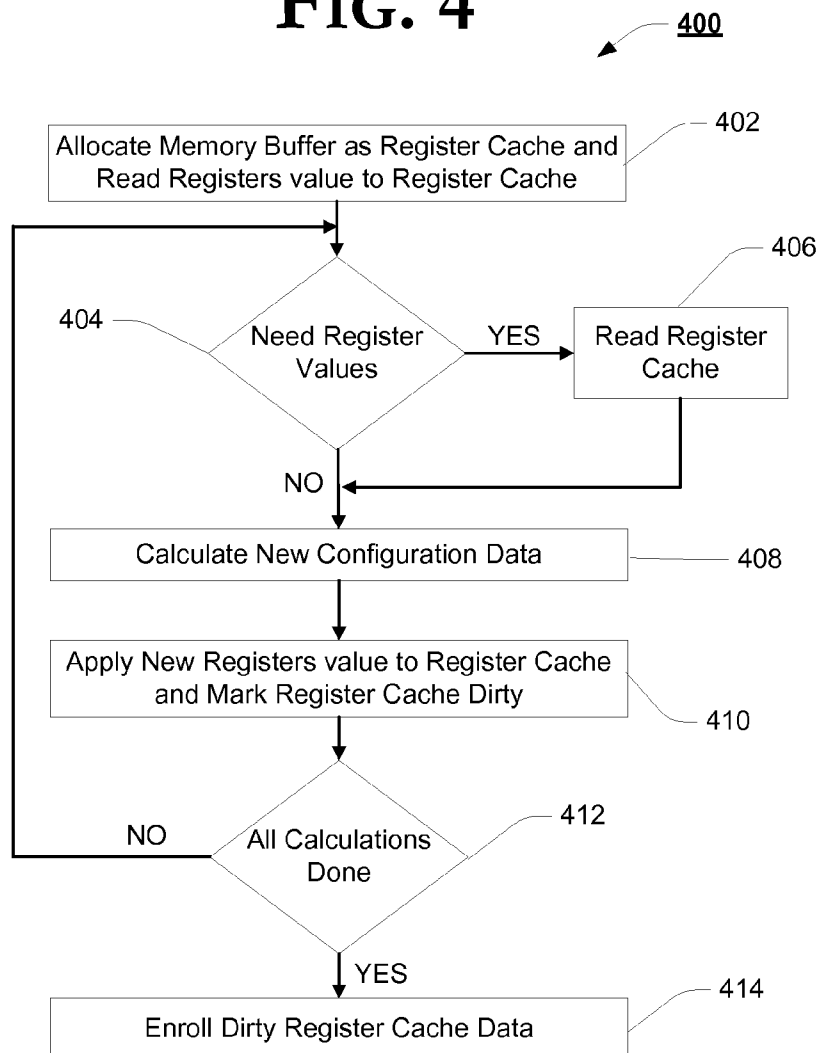 FIG. 4
400
402
Allocate Memory Buffer as Register Cache and
Read Registers value to Register Cache
406
404
Need Register
Values
YES
Read Register
Cache
NO
Calculate New Configuration Data
408
Apply New Registers value to Register Cache
and Mark Register Cache Dirty
410
412
NO
All Calculations
Done
YES
414
Enroll Dirty Register Cache Data